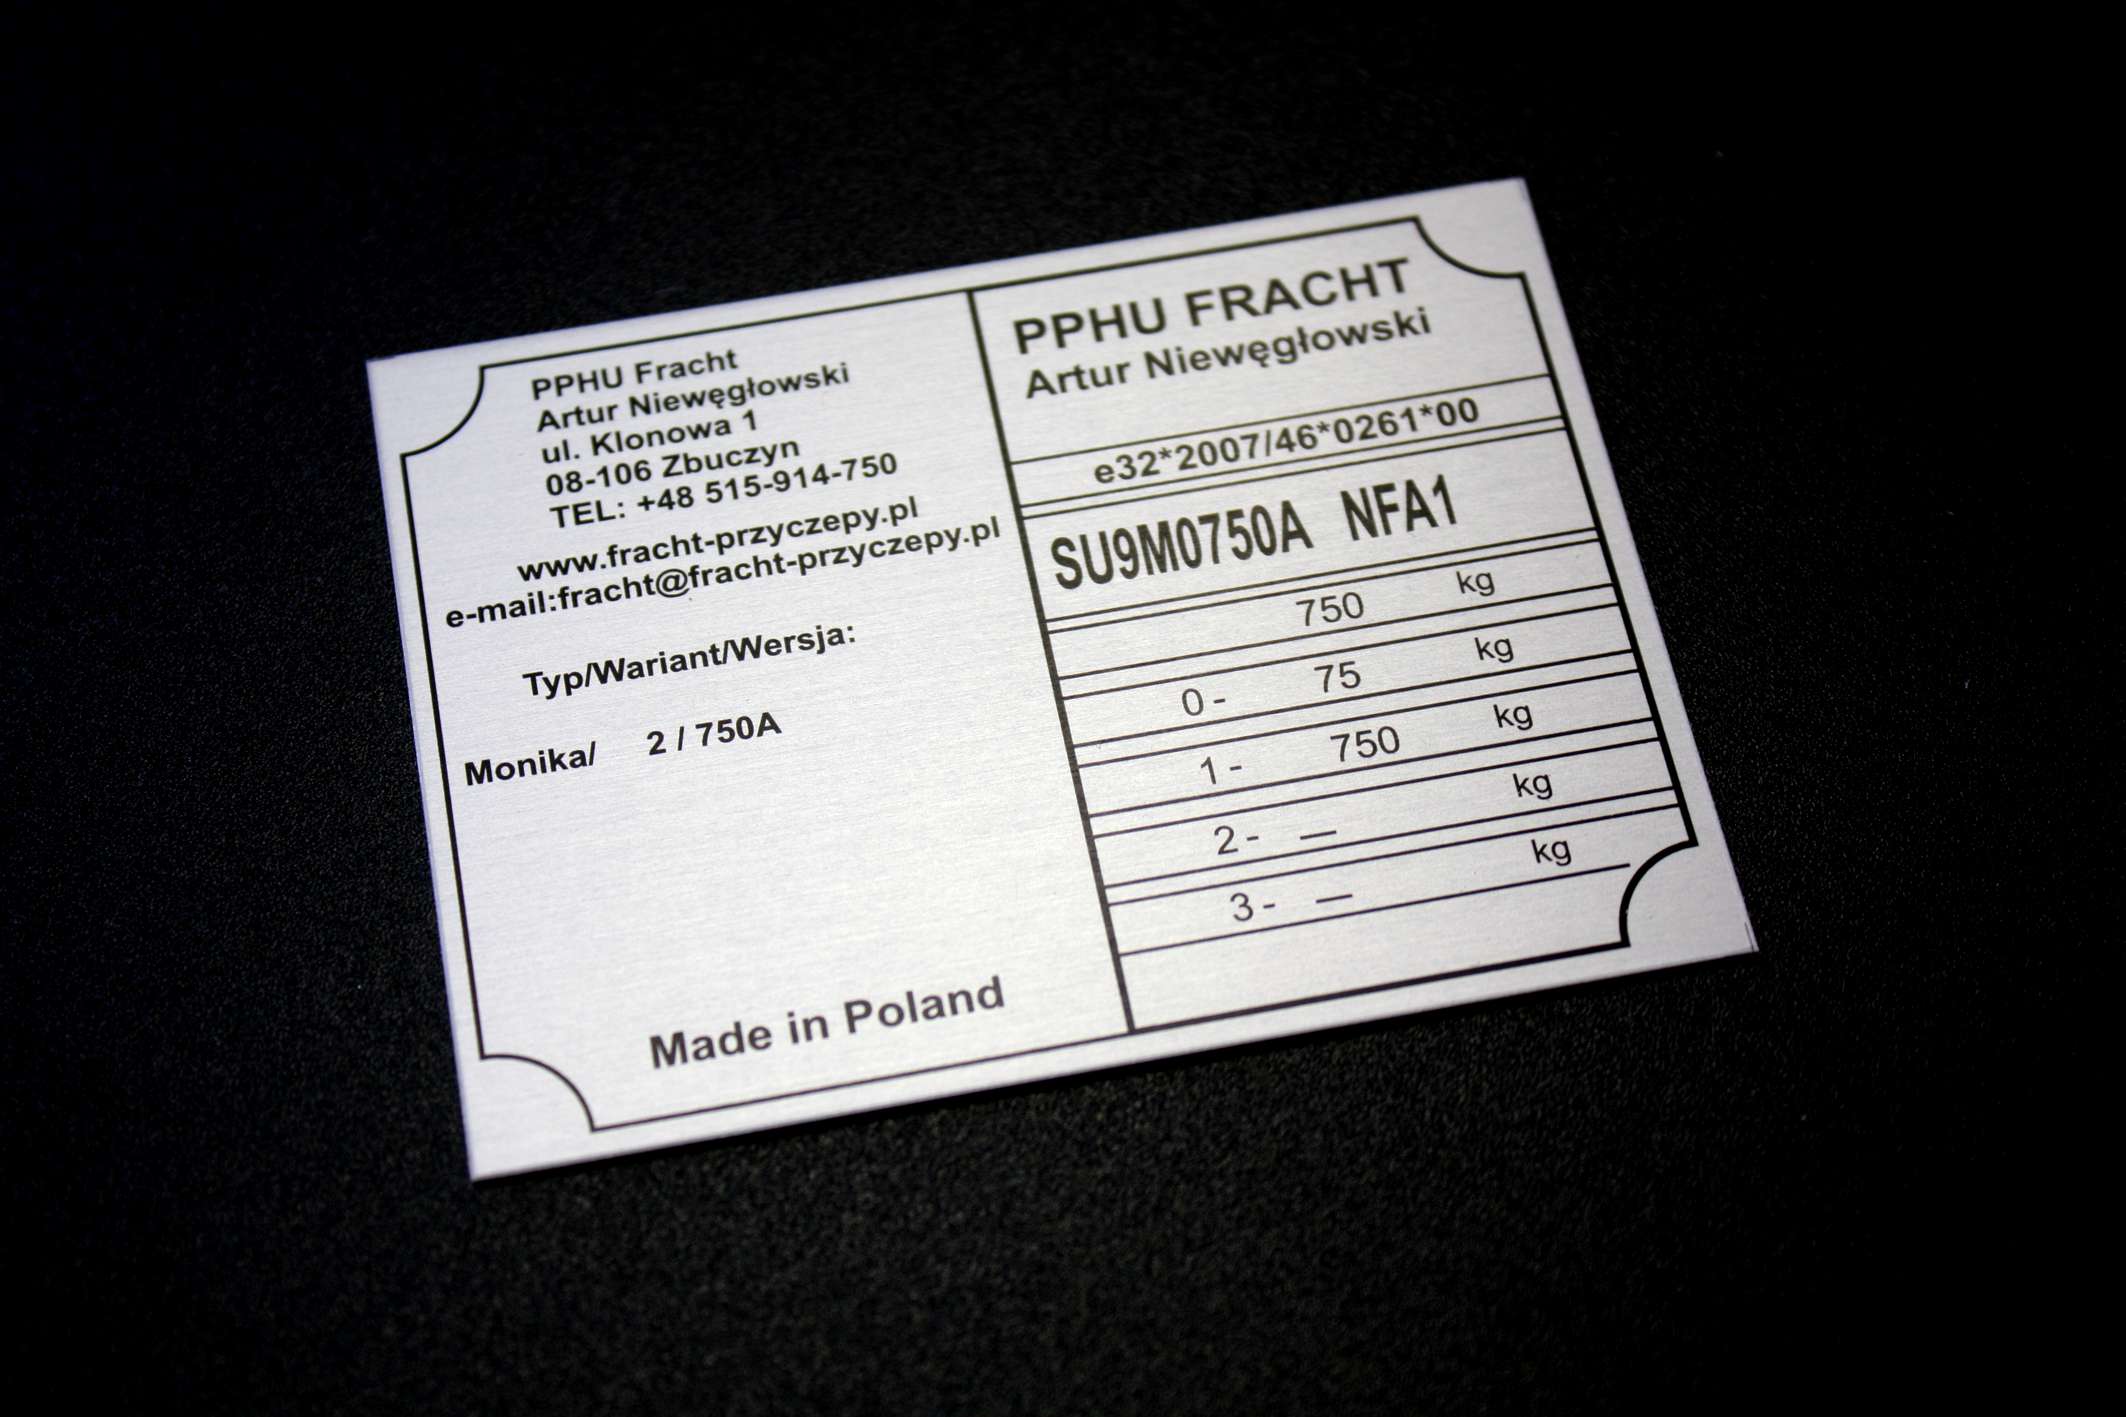 PPHU Fracht
Artur Niewęgłowski
ul. Klonowa 1
08-106 Zbuczyn
TEL: +48 515-914-750
www.fracht-przyczepy.pl
e-mail:fracht@fracht-przyczepy.pl
Typ/Wariant/Wersja:
Monika/ 2 / 750A
Made in Poland
PPHU FRACHT
Artur Niewęgłowski
e32*2007/46*0261*00
SU9M0750A NFA1
750 kg
0 - 75 kg
1 - 750 kg
2 - — kg
3 - — kg